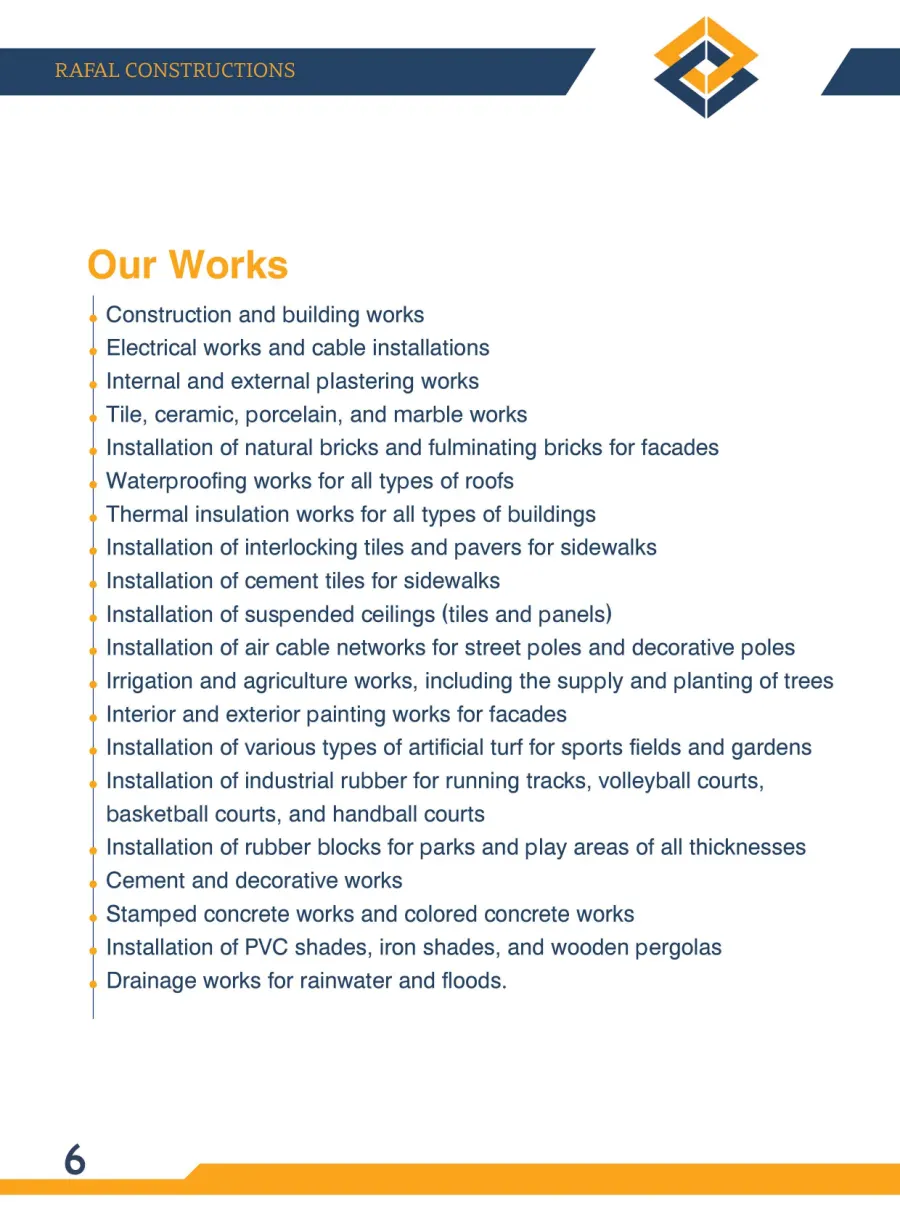 RAFAL CONSTRUCTIONS
Our Works
Construction and building works
Electrical works and cable installations
Internal and external plastering works
Tile, ceramic, porcelain, and marble works
Installation of natural bricks and fulminating bricks for facades
Waterproofing works for all types of roofs
Thermal insulation works for all types of buildings
Installation of interlocking tiles and pavers for sidewalks
Installation of cement tiles for sidewalks
Installation of suspended ceilings (tiles and panels)
Installation of air cable networks for street poles and decorative poles
Irrigation and agriculture works, including the supply and planting of trees
Interior and exterior painting works for facades
Installation of various types of artificial turf for sports fields and gardens
Installation of industrial rubber for running tracks, volleyball courts,
basketball courts, and handball courts
Installation of rubber blocks for parks and play areas of all thicknesses
Cement and decorative works
Stamped concrete works and colored concrete works
Installation of PVC shades, iron shades, and wooden pergolas
Drainage works for rainwater and floods.
6